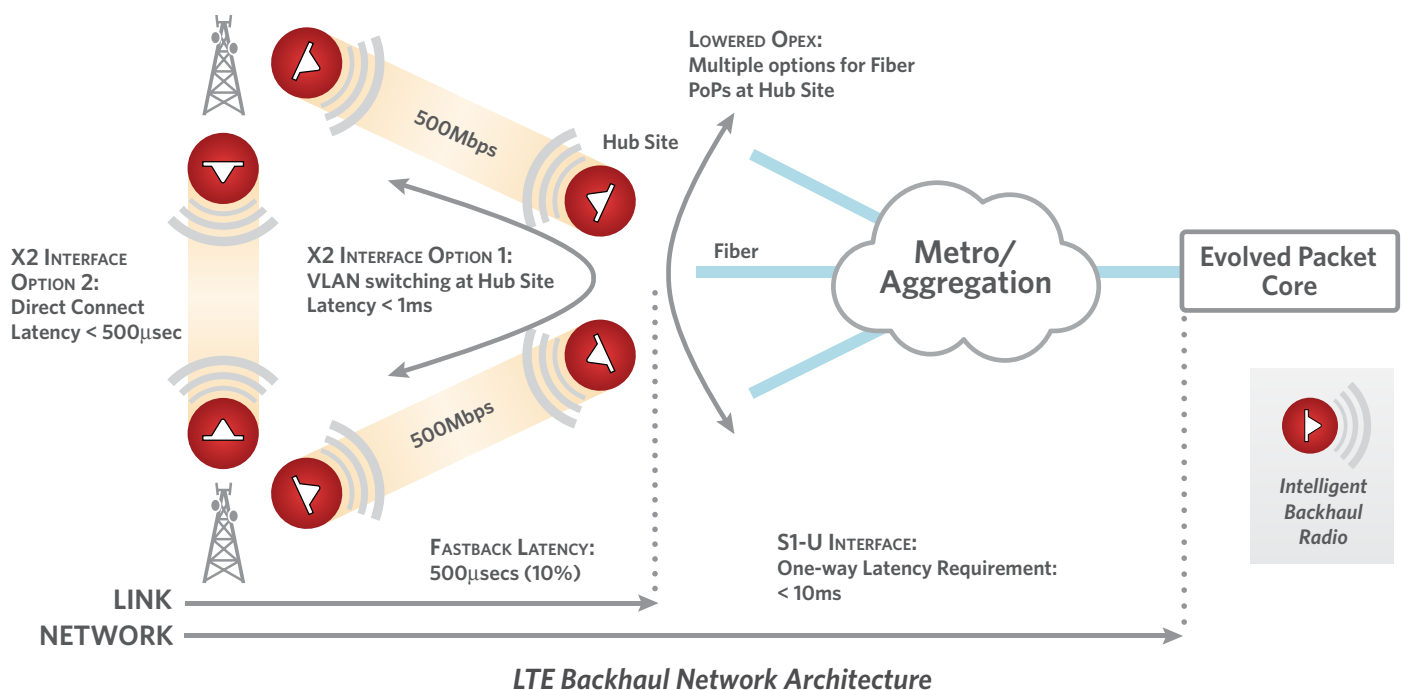 LOWERED OPEX:
Multiple options for Fiber
PoPs at Hub Site
500Mbps
Hub Site
X2 INTERFACE
OPTION 2:
Direct Connect
Latency < 500μsec
X2 INTERFACE OPTION 1:
VLAN switching at Hub Site
Latency < 1ms
Fiber
Metro/
Aggregation
Evolved Packet
Core
500Mbps
Intelligent
Backhaul
Radio
FASTBACK LATENCY:
500μsecs (10%)
S1-U INTERFACE:
One-way Latency Requirement:
< 10ms
LINK
NETWORK
LTE Backhaul Network Architecture